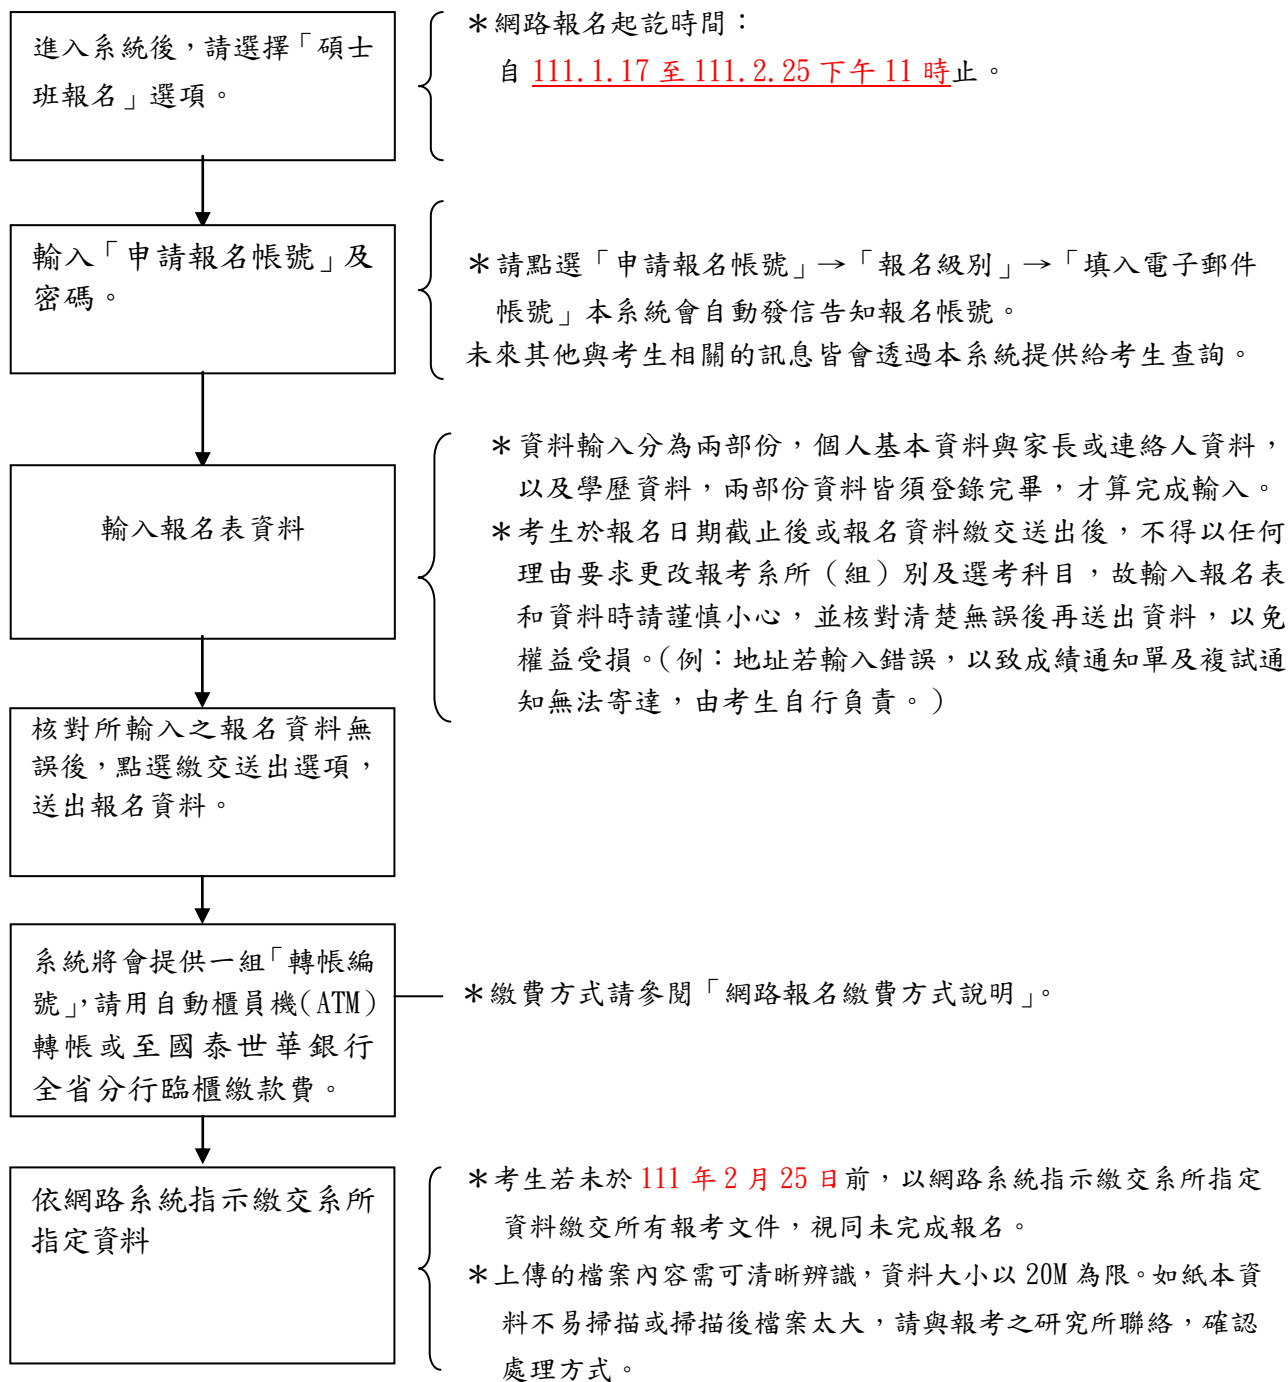 進入系統後，請選擇「碩士
班報名」選項。
＊網路報名起訖時間：
自 111.1.17 至 111.2.25 下午 11 時止。
輸入「申請報名帳號」及
密碼。
＊請點選「申請報名帳號」→「報名級別」→「填入電子郵件
帳號」本系統會自動發信告知報名帳號。
未來其他與考生相關的訊息皆會透過本系統提供給考生查詢。
輸入報名表資料
＊資料輸入分為兩部份，個人基本資料與家長或連絡人資料，
以及學歷資料，兩部份資料皆須登錄完畢，才算完成輸入。
＊考生於報名日期截止後或報名資料繳交送出後，不得以任何
理由要求更改報考系所（組）別及選考科目，故輸入報名表
和資料時請謹慎小心，並核對清楚無誤後再送出資料，以免
權益受損。（例：地址若輸入錯誤，以致成績通知單及複試通
知無法寄達，由考生自行負責。）
核對所輸入之報名資料無
誤後，點選繳交送出選項，
送出報名資料。
系統將會提供一組「轉帳編
號」，請用自動櫃員機(ATM)
轉帳或至國泰世華銀行
全省分行臨櫃繳款費。
＊繳費方式請參閱「網路報名繳費方式說明」。
依網路系統指示繳交系所
指定資料
＊考生若未於 111 年 2 月 25 日前，以網路系統指示繳交系所指定
資料繳交所有報考文件，視同未完成報名。
＊上傳的檔案內容需可清晰辨識，資料大小以 20M 為限。如紙本資
料不易掃描或掃描後檔案太大，請與報考之研究所聯絡，確認
處理方式。